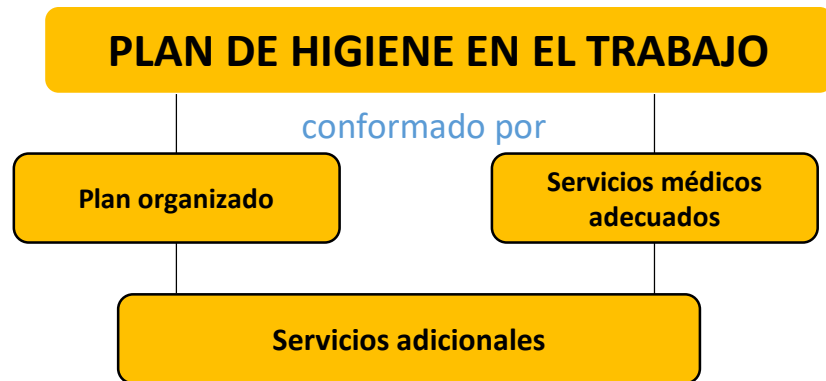 PLAN DE HIGIENE EN EL TRABAJO
conformado por
Plan organizado
Servicios médicos
adecuados
Servicios adicionales